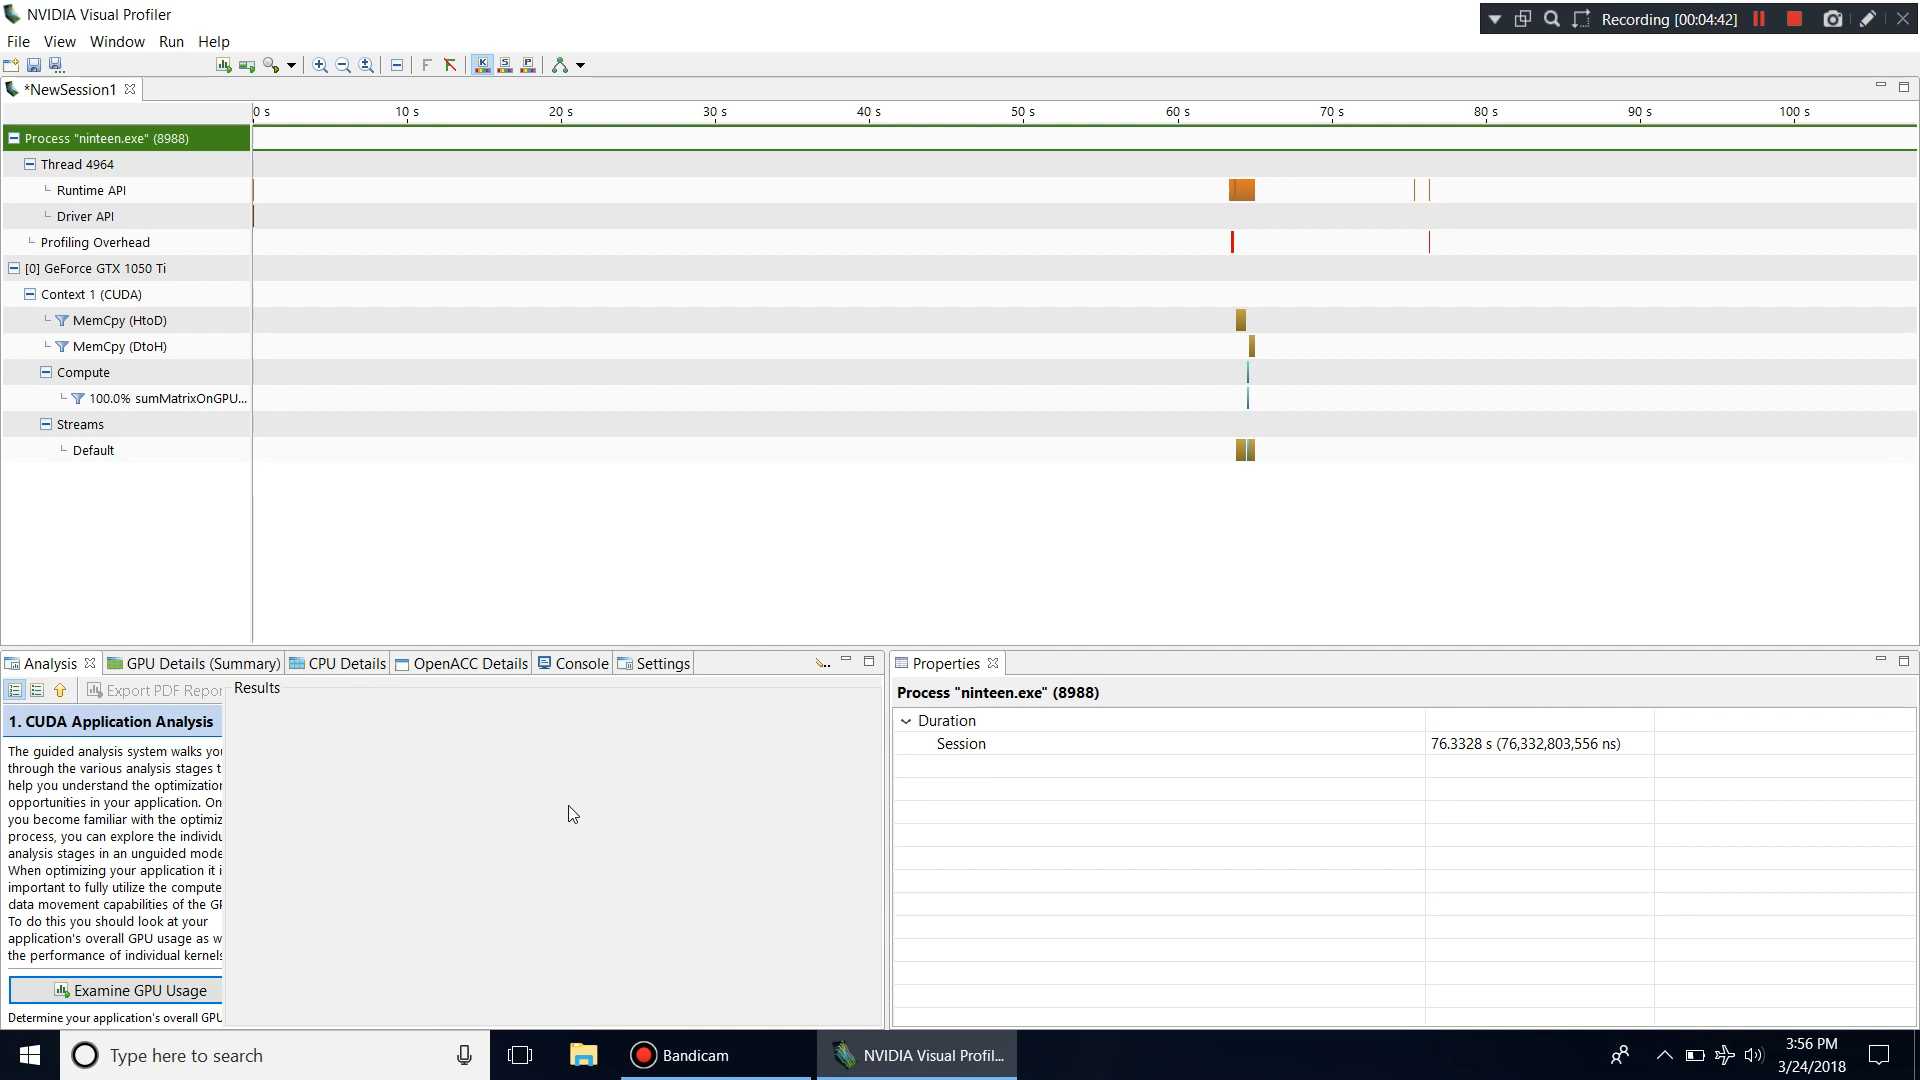 NVIDIA Visual Profiler
Recording [00:04:42]
File View Window Run Help
*NewSession1
0 s 10 s 20 s 30 s 40 s 50 s 60 s 70 s 80 s 90 s 100 s
Process "ninteen.exe" (8988)
Thread 4964
Runtime API
Driver API
Profiling Overhead
[0] GeForce GTX 1050 Ti
Context 1 (CUDA)
MemCpy (HtoD)
MemCpy (DtoH)
Compute
100.0% sumMatrixOnGPU...
Streams
Default
Analysis GPU Details (Summary) CPU Details OpenACC Details Console Settings
Export PDF Repor
Results
1. CUDA Application Analysis
The guided analysis system walks you
through the various analysis stages t
help you understand the optimization
opportunities in your application. On
you become familiar with the optimiz
process, you can explore the individu
analysis stages in an unguided mode
When optimizing your application it i
important to fully utilize the compute
data movement capabilities of the GP
To do this you should look at your
application's overall GPU usage as w
the performance of individual kernels
Examine GPU Usage
Determine your application's overall GPU
Properties
Process "ninteen.exe" (8988)
Duration
Session 76.3328 s (76,332,803,556 ns)
Type here to search
Bandicam
NVIDIA Visual Profil...
3:56 PM
3/24/2018